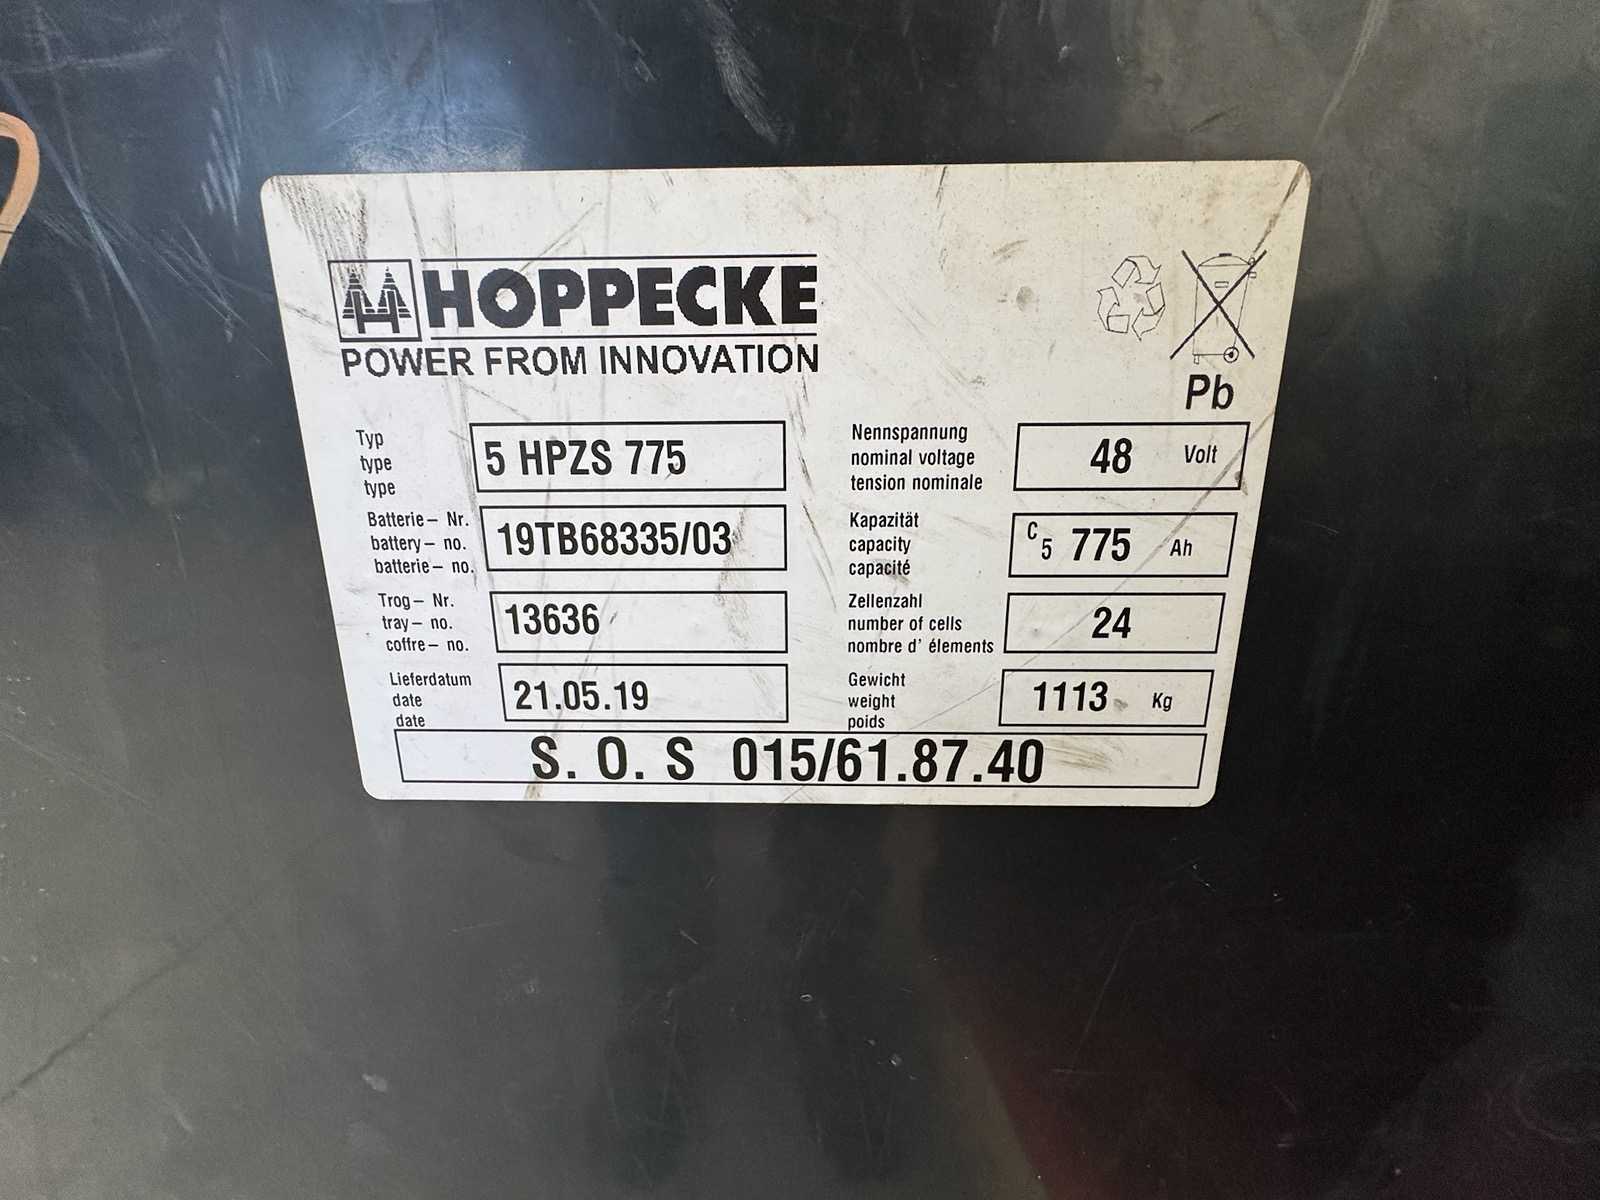 HOPPECKE
POWER FROM INNOVATION
Pb
Typ
type
type
5 HPZS 775
Nennspannung
nominal voltage
tension nominale
48 Volt
Batterie- Nr.
battery- no.
batterie- no.
19TB68335/03
Kapazität
capacity
capacité
C5 775 Ah
Trog- Nr.
tray- no.
coffre- no.
13636
Zellenzahl
number of cells
nombre d' élements
24
Lieferdatum
date
date
21.05.19
Gewicht
weight
poids
1113 Kg
S. O. S 015/61.87.40